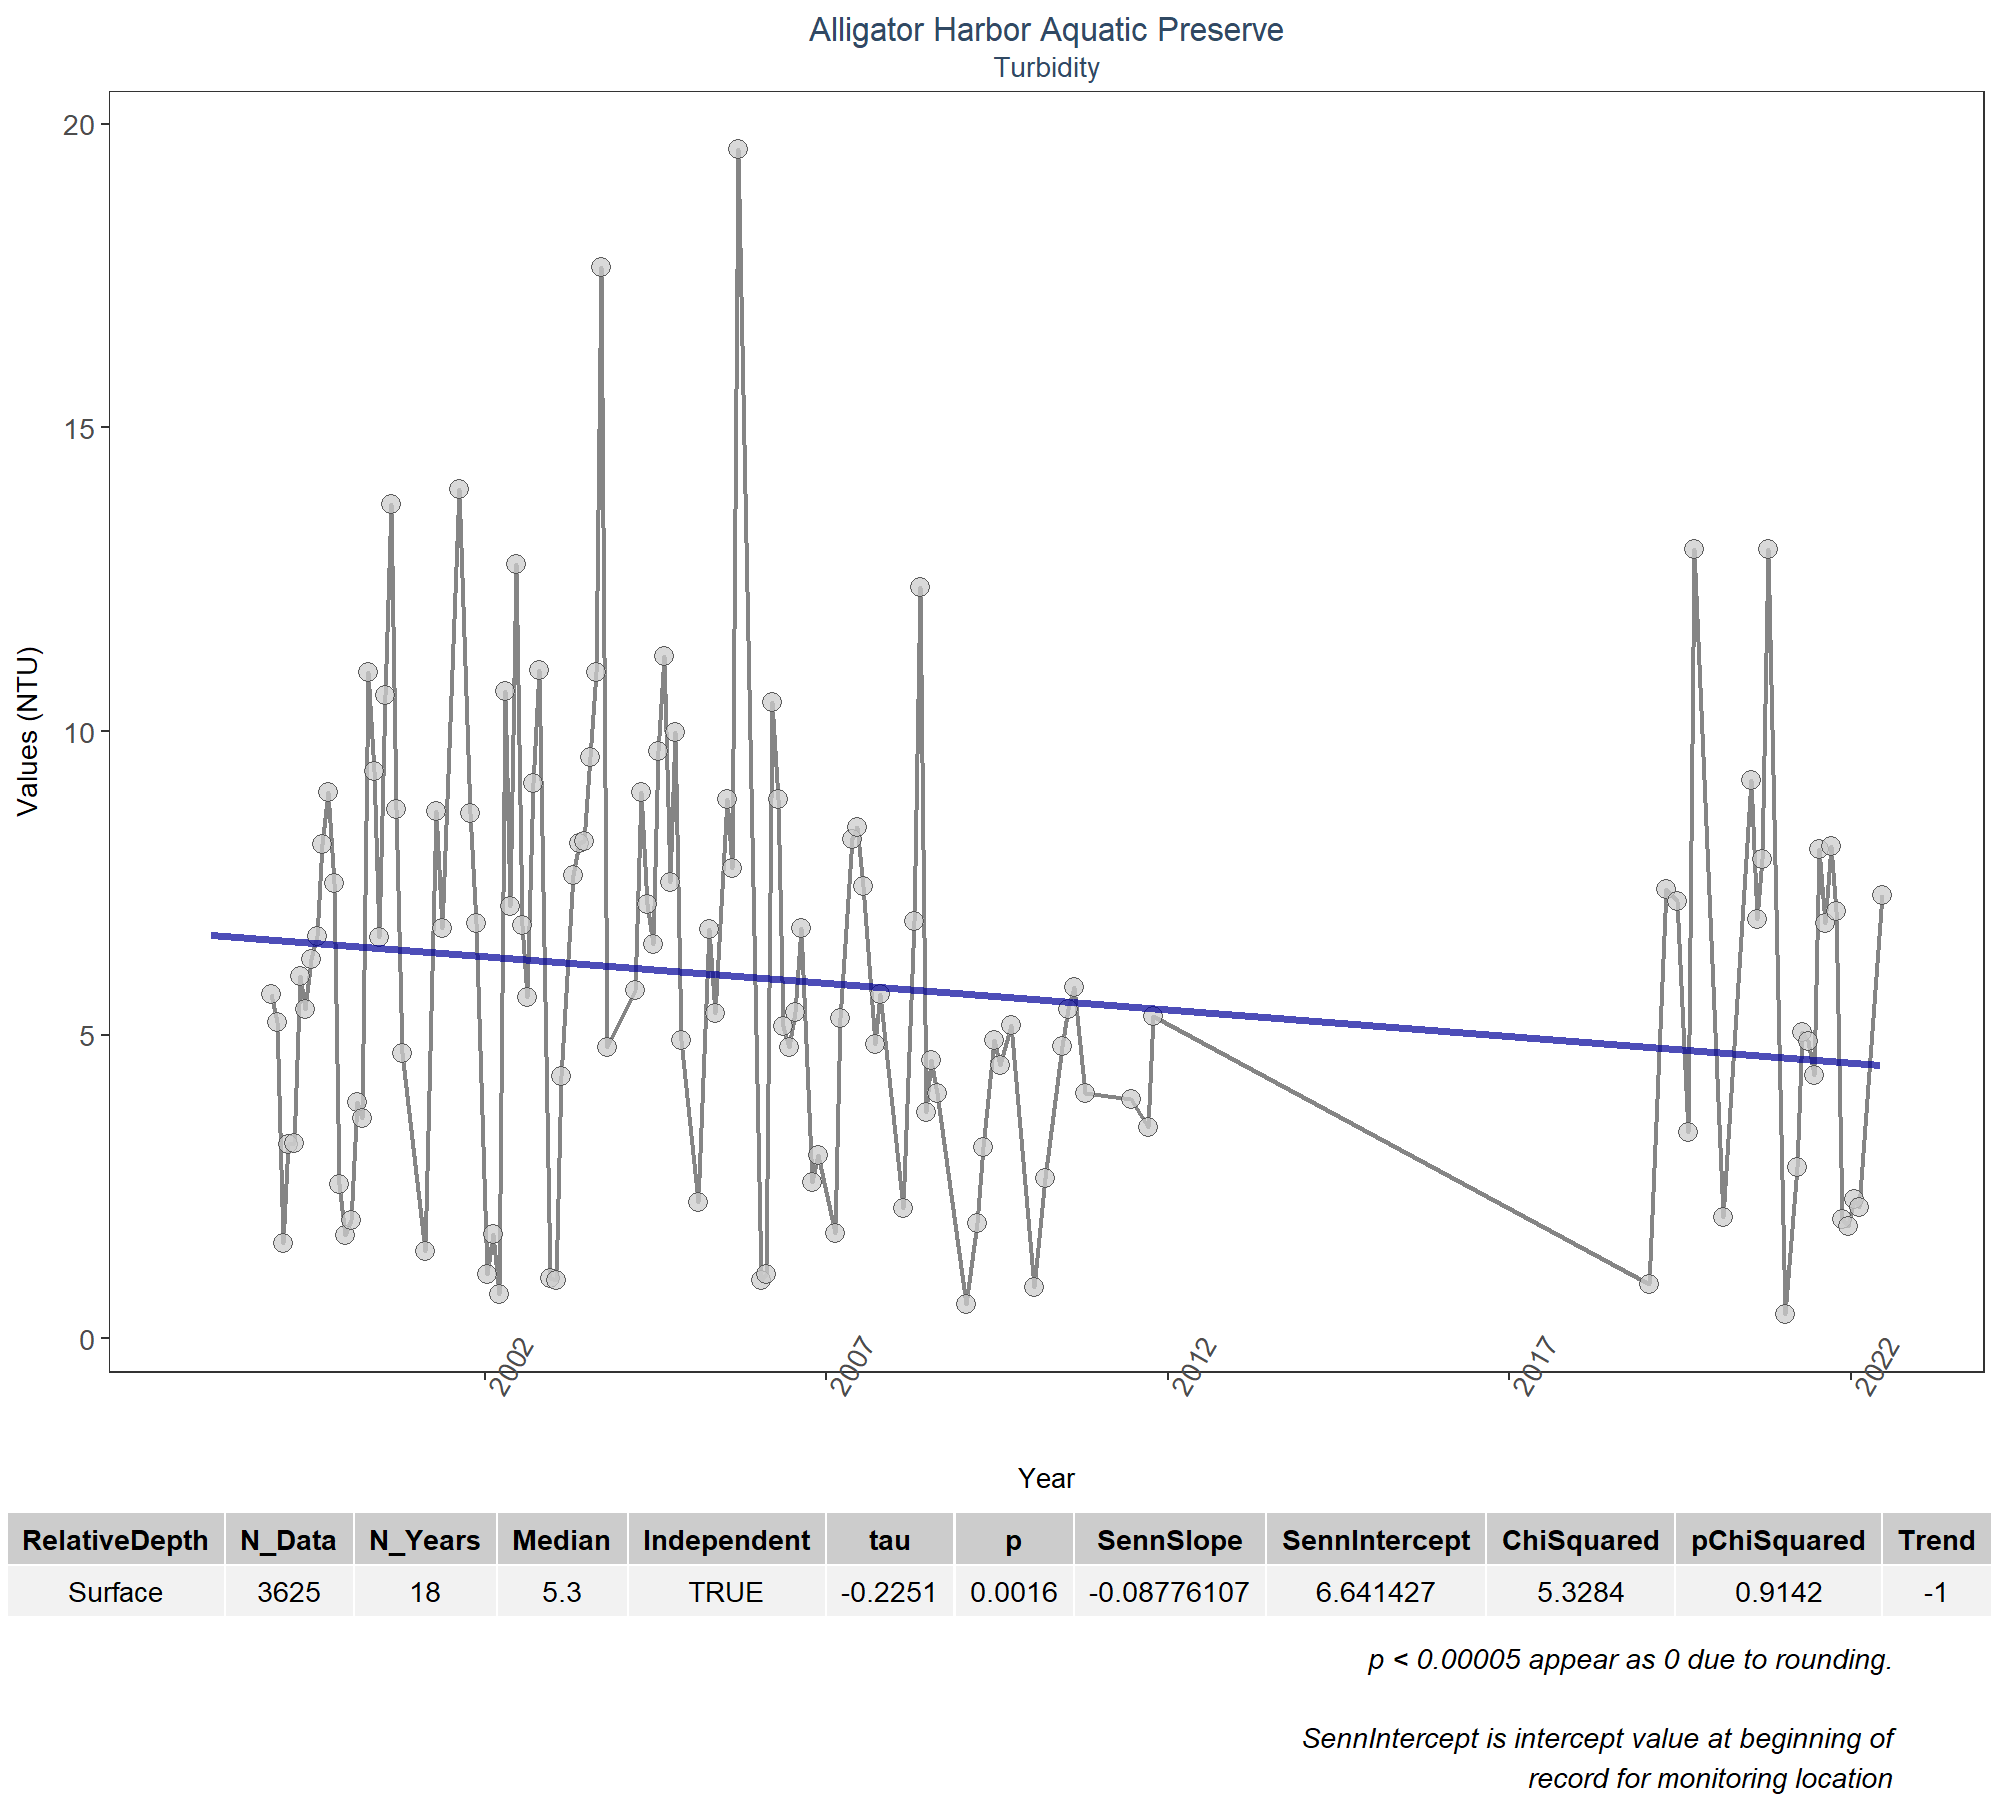 Alligator Harbor Aquatic Preserve
Turbidity
20
15
10
5
0
Values (NTU)
2002
2007
2012
2017
2022
Year
RelativeDepth N_Data N_Years Median Independent tau p SennSlope SennIntercept ChiSquared pChiSquared Trend
Surface 3625 18 5.3 TRUE -0.2251 0.0016 -0.08776107 6.641427 5.3284 0.9142 -1
p < 0.00005 appear as 0 due to rounding.
SennIntercept is intercept value at beginning of
record for monitoring location